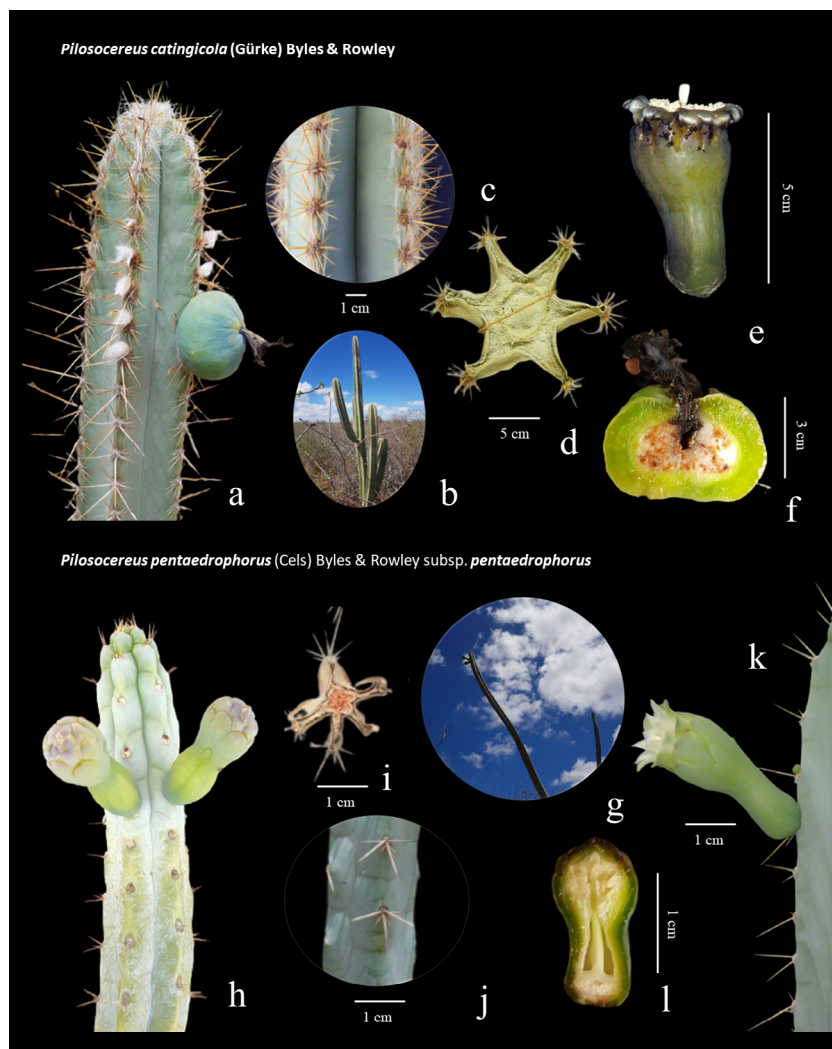 Pilosocereus catingicola (Gürke) Byles & Rowley
c
1 cm
5 cm
e
5 cm
d
3 cm
a
b
f
Pilosocereus pentaedrophorus (Cels) Byles & Rowley subsp. pentaedrophorus
k
i
1 cm
g
1 cm
1 cm
h
j
1 cm
l